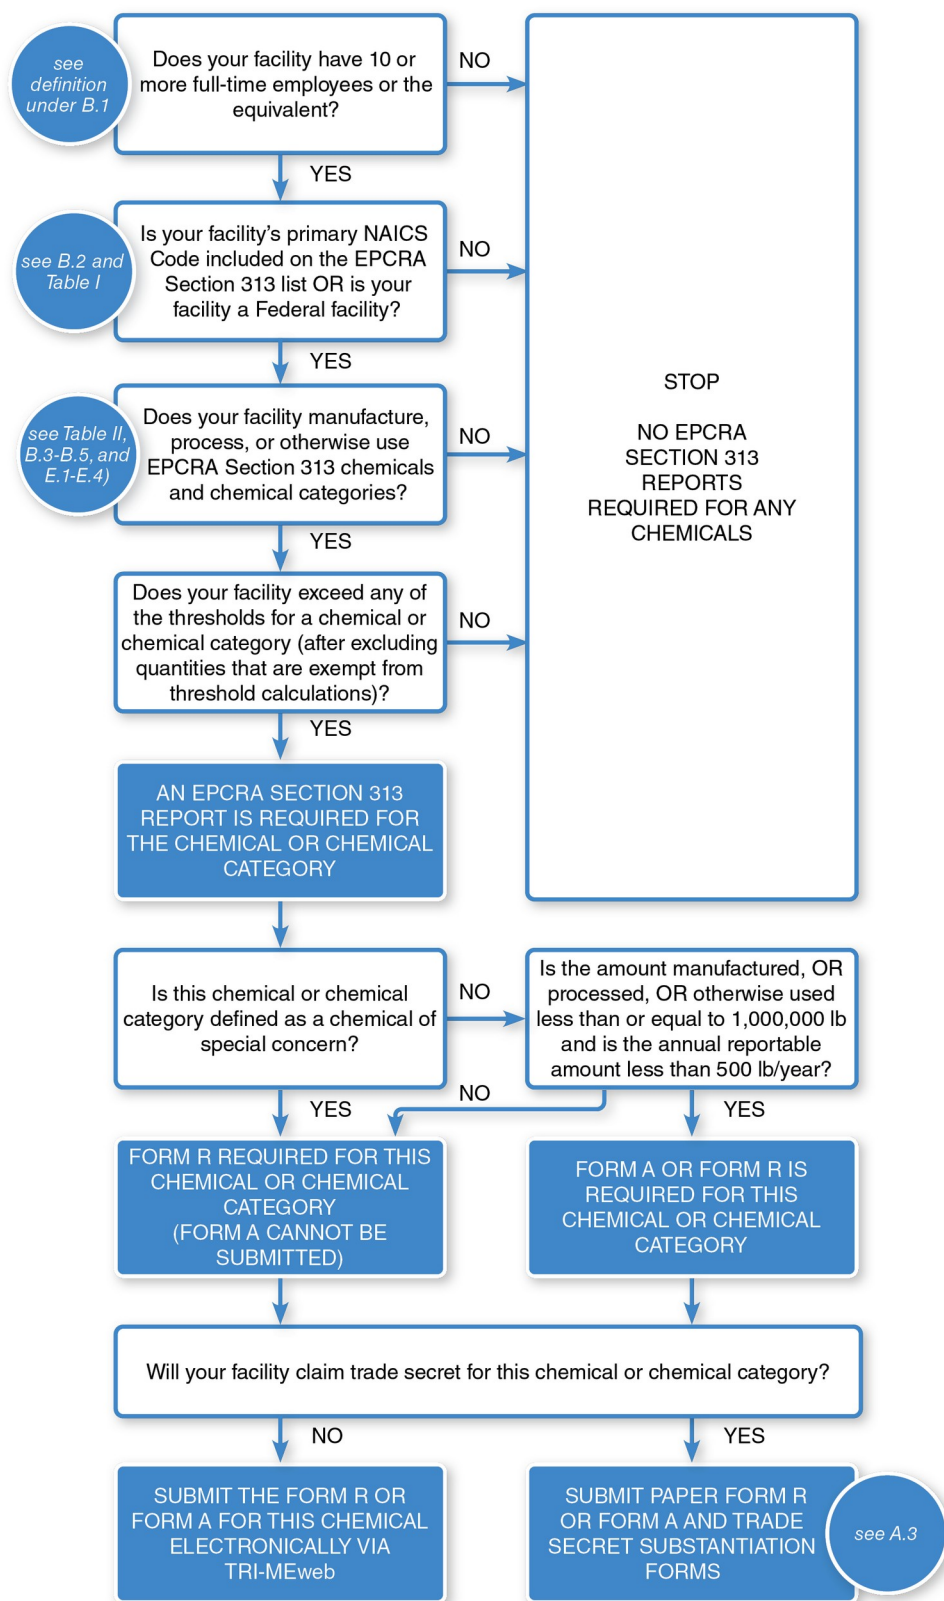 see
definition
under B.1
Does your facility have 10 or
more full-time employees or the
equivalent?
NO
YES
see B.2 and
Table I
Is your facility's primary NAICS
Code included on the EPCRA
Section 313 list OR is your
facility a Federal facility?
NO
YES
see Table II,
B.3-B.5, and
E.1-E.4)
Does your facility manufacture,
process, or otherwise use
EPCRA Section 313 chemicals
and chemical categories?
NO
YES
Does your facility exceed any of
the thresholds for a chemical or
chemical category (after excluding
quantities that are exempt from
threshold calculations)?
NO
YES
STOP
NO EPCRA
SECTION 313
REPORTS
REQUIRED FOR ANY
CHEMICALS
AN EPCRA SECTION 313
REPORT IS REQUIRED FOR
THE CHEMICAL OR CHEMICAL
CATEGORY
Is this chemical or chemical
category defined as a chemical of
special concern?
NO
YES
Is the amount manufactured, OR
processed, OR otherwise used
less than or equal to 1,000,000 lb
and is the annual reportable
amount less than 500 lb/year?
NO
YES
FORM R REQUIRED FOR THIS
CHEMICAL OR CHEMICAL
CATEGORY
(FORM A CANNOT BE
SUBMITTED)
FORM A OR FORM R IS
REQUIRED FOR THIS
CHEMICAL OR CHEMICAL
CATEGORY
Will your facility claim trade secret for this chemical or chemical category?
NO
YES
SUBMIT THE FORM R OR
FORM A FOR THIS CHEMICAL
ELECTRONICALLY VIA
TRI-MEweb
SUBMIT PAPER FORM R
OR FORM A AND TRADE
SECRET SUBSTANTIATION
FORMS
see A.3